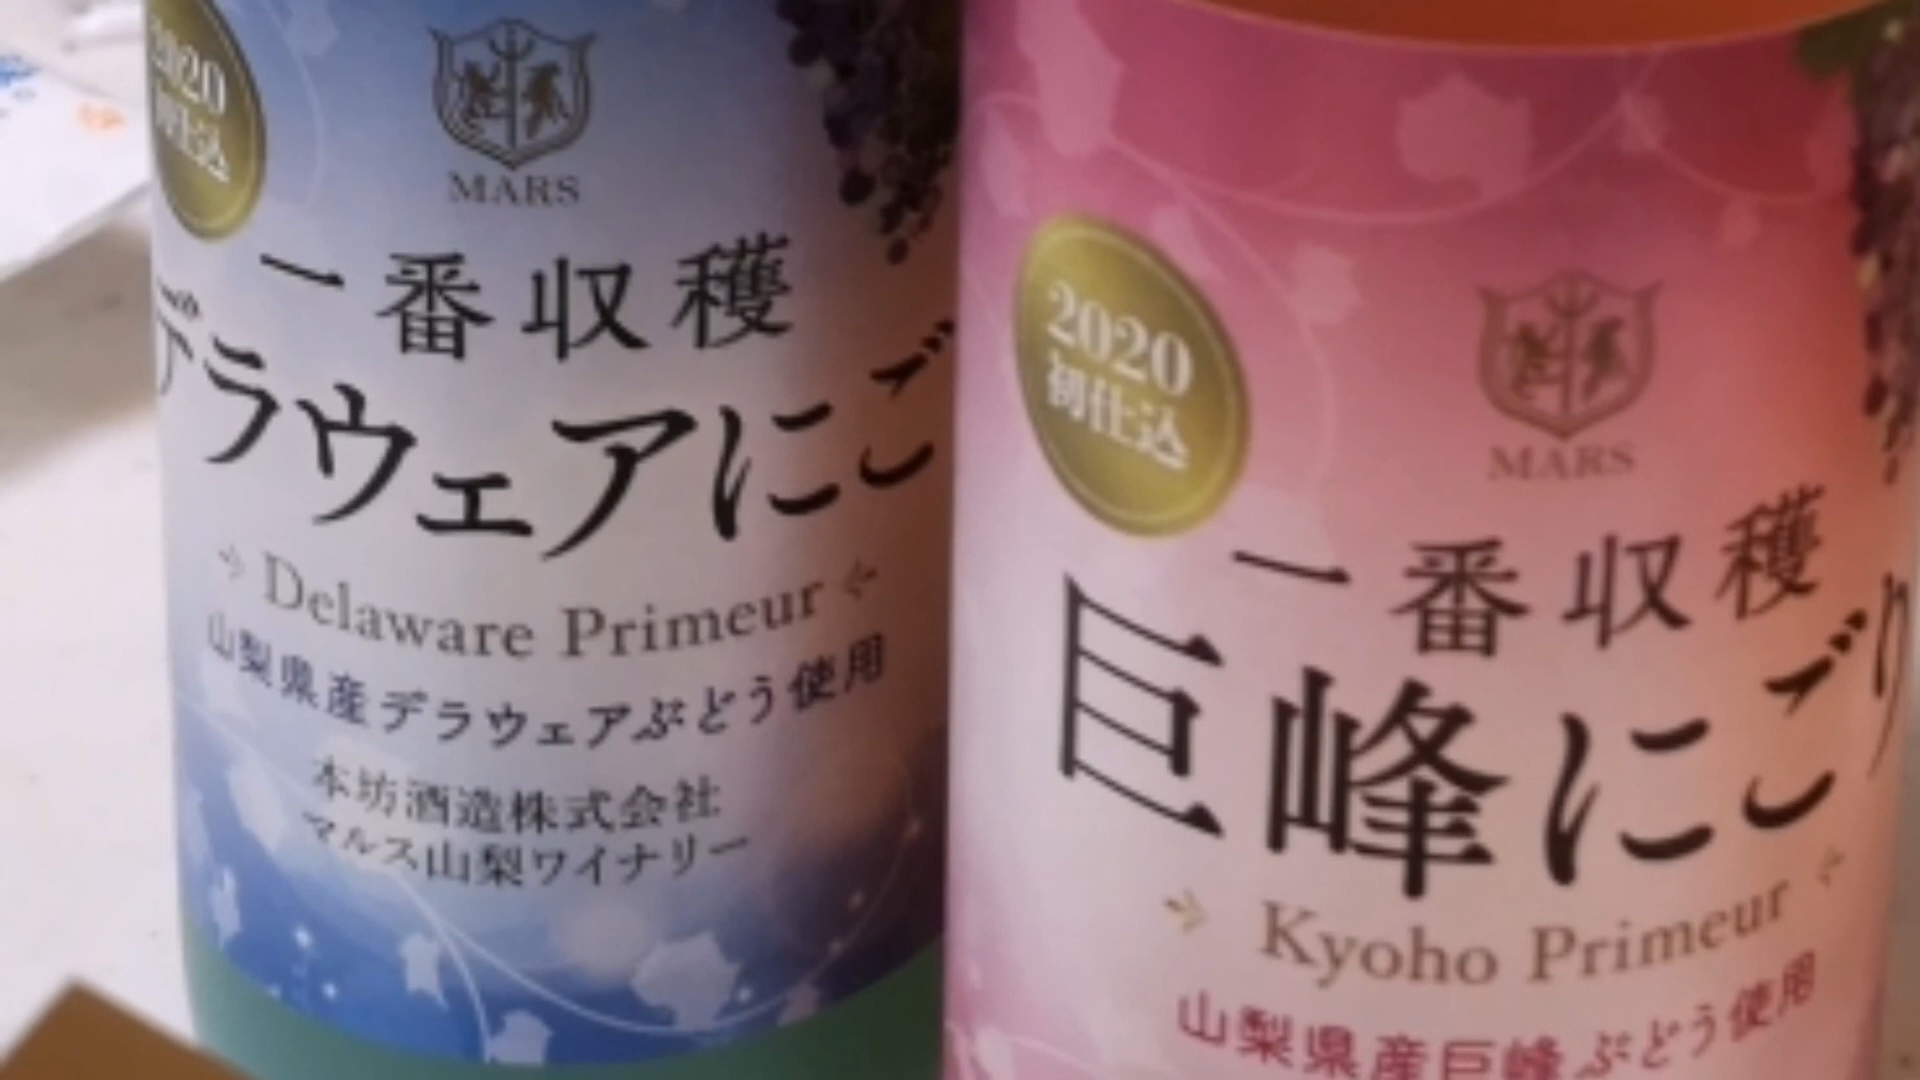 2020
初仕込
MARS
一番収穫
デラウェアにご
Delaware Primeur
山梨県産デラウェアぶどう使用
本坊酒造株式会社
マルス山梨ワイナリー
2020
初仕込
MARS
一番収穫
巨峰にごり
Kyoho Primeur
山梨県産巨峰ぶどう使用